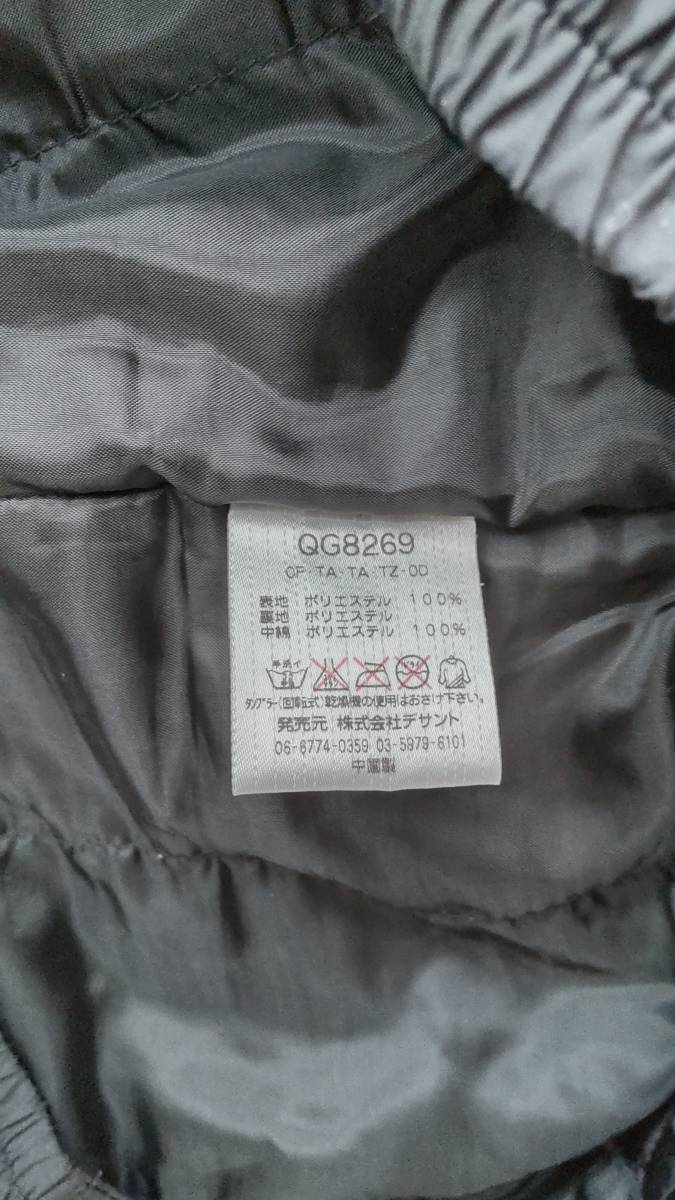 QG8269
CP・TA・TA・TZ・OD
表地 ポリエステル 100%
裏地 ポリエステル
中綿 ポリエステル 100%
手洗イ
タンブラー(回転式)乾燥機の使用はおさけ下さい。
発売元 株式会社デサント
06-6774-0359 03-5979-6101
中国製